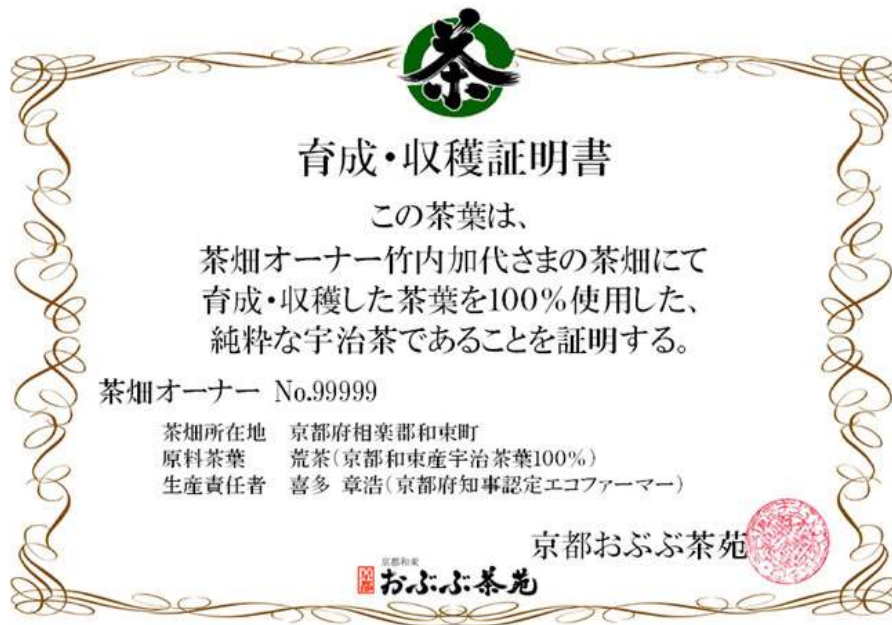 茶
育成・収穫証明書
この茶葉は、
茶畑オーナー竹内加代さまの茶畑にて
育成・収穫した茶葉を100％使用した、
純粋な宇治茶であることを証明する。
茶畑オーナー No.99999
茶畑所在地 京都府相楽郡和束町
原料茶葉 荒茶（京都和束産宇治茶葉100％）
生産責任者 喜多 章浩（京都府知事認定エコファーマー）
京都おぶぶ茶苑
京都和束
おぶぶ茶苑